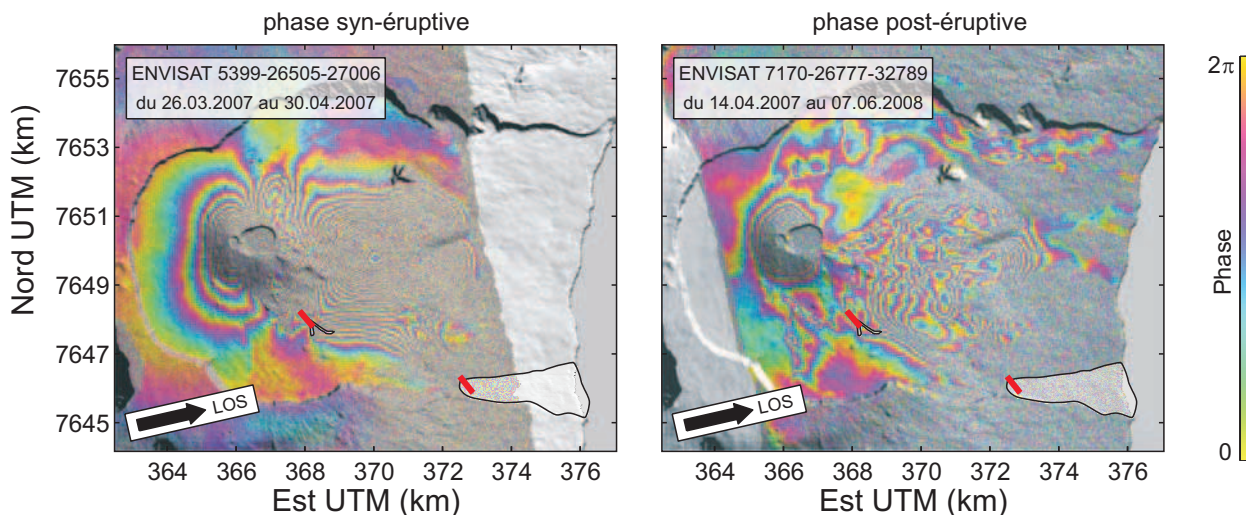 phase syn-éruptive
phase post-éruptive
ENVISAT 5399-26505-27006
du 26.03.2007 au 30.04.2007
ENVISAT 7170-26777-32789
du 14.04.2007 au 07.06.2008
Nord UTM (km)
7655
7653
7651
7649
7647
7645
LOS
LOS
364 366 368 370 372 374 376
364 366 368 370 372 374 376
Est UTM (km)
Est UTM (km)
2π
Phase
0